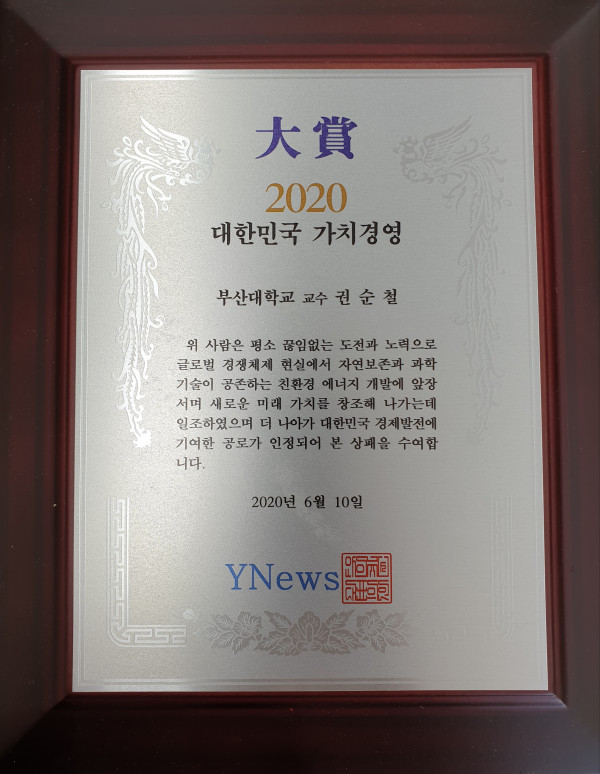 大賞
2020
대한민국 가치경영
부산대학교 교수 권 순 철
위 사람은 평소 끊임없는 도전과 노력으로
글로벌 경쟁체제 현실에서 자연보존과 과학
기술이 공존하는 친환경 에너지 개발에 앞장
서며 새로운 미래 가치를 창조해 나가는데
일조하였으며 더 나아가 대한민국 경제발전에
기여한 공로가 인정되어 본 상패을 수여합
니다.
2020년 6월 10일
YNews